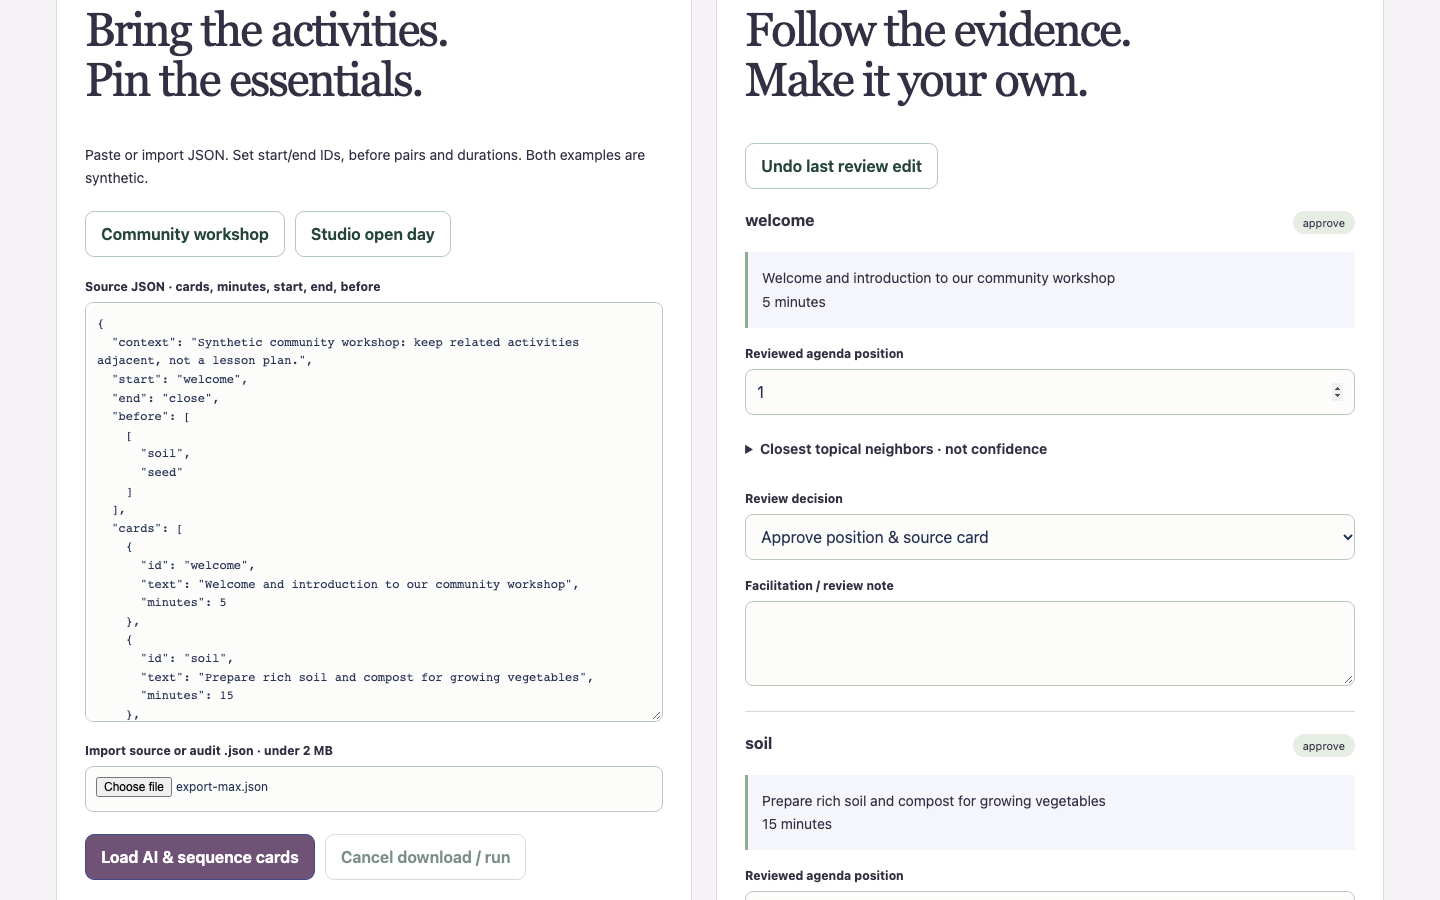 Bring the activities.
Pin the essentials.
Paste or import JSON. Set start/end IDs, before pairs and durations. Both examples are
synthetic.
Community workshop
Studio open day
Source JSON · cards, minutes, start, end, before
{
  "context": "Synthetic community workshop: keep related activities
adjacent, not a lesson plan.",
  "start": "welcome",
  "end": "close",
  "before": [
    [
      "soil",
      "seed"
    ]
  ],
  "cards": [
    {
      "id": "welcome",
      "text": "Welcome and introduction to our community workshop",
      "minutes": 5
    },
    {
      "id": "soil",
      "text": "Prepare rich soil and compost for growing vegetables",
      "minutes": 15
    },
Import source or audit .json · under 2 MB
Choose file export-max.json
Load AI & sequence cards
Cancel download / run
Follow the evidence.
Make it your own.
Undo last review edit
welcome
approve
Welcome and introduction to our community workshop
5 minutes
Reviewed agenda position
1
Closest topical neighbors · not confidence
Review decision
Approve position & source card
Facilitation / review note
soil
approve
Prepare rich soil and compost for growing vegetables
15 minutes
Reviewed agenda position